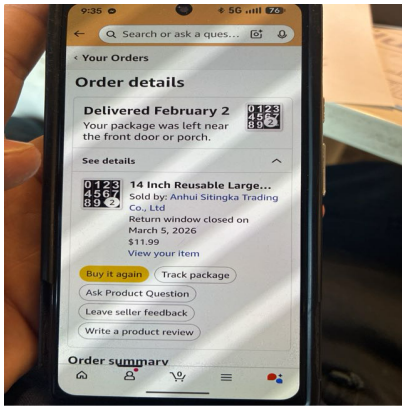 9:35
5G 76
Search or ask a ques...
Your Orders
Order details
Delivered February 2
Your package was left near
the front door or porch.
0123
4567
89 2
See details
0123
4567
89 2
14 Inch Reusable Large...
Sold by: Anhui Sitingka Trading
Co., Ltd
Return window closed on
March 5, 2026
$11.99
View your item
Buy it again
Track package
Ask Product Question
Leave seller feedback
Write a product review
Order summary
0